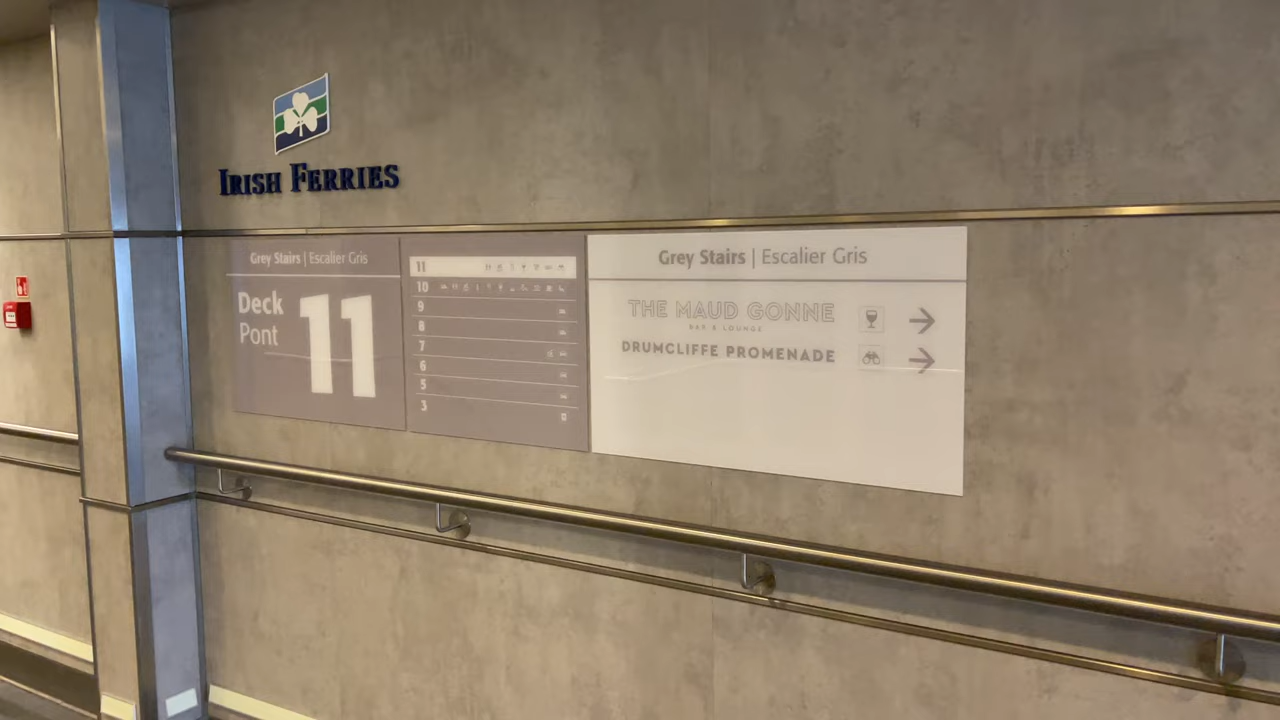 IRISH FERRIES
Grey Stairs | Escalier Gris
Deck
Pont
11
11
10
9
8
7
6
5
3
Grey Stairs | Escalier Gris
THE MAUD GONNE
BAR & LOUNGE
DRUMCLIFFE PROMENADE